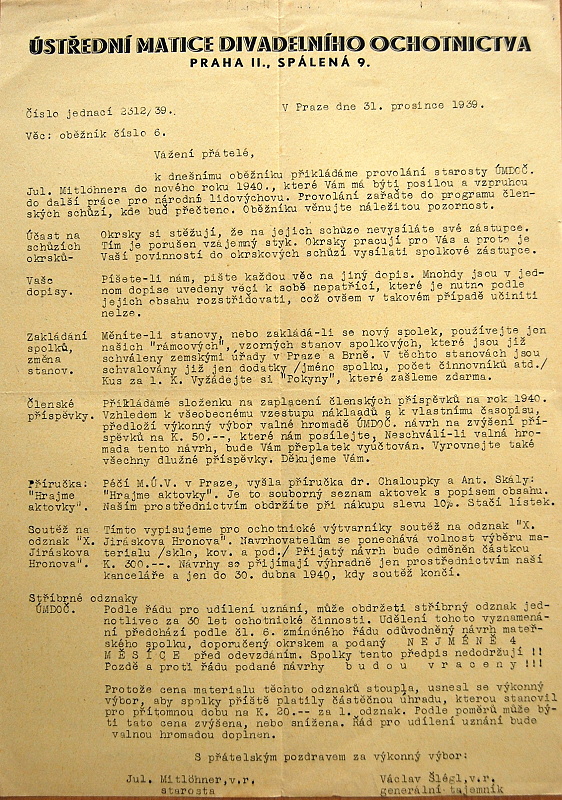 ÚSTŘEDNÍ MATICE DIVADELNÍHO OCHOTNICTVA
PRAHA II., SPÁLENÁ 9.
Číslo jednací 2312/39. V Praze dne 31. prosince 1939.
Věc: oběžník číslo 6.
Vážení přátelé,
k dnešnímu oběžníku přikládáme provolání starosty ÚMDOČ.
Jul. Mitlöhnera do nového roku 1940., které Vám má býti posilou a vzpruhou
do další práce pro národní lidovýchovu. Provolání zařaďte do programu člen-
ských schůzí, kde buď přečteno. Oběžníku věnujte náležitou pozornost.
Účast na Okrsky si stěžují, že na jejich schůze nevysíláte své zástupce.
schůzích Tím je porušen vzájemný styk. Okrsky pracují pro Vás a proto je
okrsků- Vaší povinností do okrskových schůzí vysílati spolkové zástupce.
Vaše Píšete-li nám, pište každou věc na jiný dopis. Mnohdy jsou v jed-
dopisy. nom dopise uvedeny věci k sobě nepatřící, které je nutno podle
jejich obsahu rozstřiďovati, což ovšem v takovém případě učiniti
nelze.
Zakládání Měníte-li stanovy, nebo zakládá-li se nový spolek, používejte jen
spolků, našich "rámcových", vzorných stanov spolkových, které jsou již
změna schváleny zemskými úřady v Praze a Brně. V těchto stanovách jsou
stanov. schvalovány již jen dodatky /jméno spolku, počet činovníků atd./
Kus za 1. K. Vyžádejte si "Pokyny", které zašleme zdarma.
Členské Přikládáme složenku na zaplacení členských příspěvků na rok 1940.
příspěvky. Vzhledem k všeobecnému vzestupu nákladů a k vlastnímu časopisu,
předloží výkonný výbor valné hromadě ÚMDOČ. návrh na zvýšení pří-
spěvků na K. 50.--, které nám posílejte, Neschválí-li valná hro-
mada tento návrh, bude Vám přeplatek vyúčtován. Vyrovnejte také
všechny dlužné příspěvky. Děkujeme Vám.
Příručka: Péčí M.Ú.V. v Praze, vyšla příručka dr. Chaloupky a Ant. Skály:
"Hrajme "Hrajme aktovky". Je to souborný seznam aktovek s popisem obsahu.
aktovky". Naším prostřednictvím obdržíte při nákupu slevu 10%. Stačí lístek.
Soutěž na Tímto vypisujeme pro ochotnické výtvarníky soutěž na odznak "X.
odznak "X. Jiráskova Hronova". Navrhovatelům se ponechává volnost výběru ma-
Jiráskova terialu /sklo, kov. a pod./ Přijatý návrh bude odměněn částkou
Hronova". K. 300.--. Návrhy se přijímají výhradně jen prostřednictvím naší
kanceláře a jen do 30. dubna 1940, kdy soutěž končí.
Stříbrné odznaky
ÚMDOČ. Podle řádu pro udílení uznání, může obdržeti stříbrný odznak jed-
notlivec za 30 let ochotnické činnosti. Udělení tohoto vyznamená-
ní předchází podle čl. 6. zmíněného řádu odůvodněný návrh mateř-
ského spolku, doporučený okrskem a podaný N E J M É N Ě 4
M Ě S Í C E před odevzdáním. Spolky tento předpis nedodržují !!
Pozdě a proti řádu podané návrhy b u d o u v r a c e n y !!!
Protože cena materialu těchto odznaků stoupla, usnesl se výkonný
výbor, aby spolky příště platily částečnou úhradu, kterou stanovil
pro přítomnou dobu na K. 20.-- za 1. odznak. Podle poměrů může bý-
ti tato cena zvýšena, nebo snížena. Řád pro udílení uznání bude
valnou hromadou doplněn.
S přátelským pozdravem za výkonný výbor:
Jul. Mitlöhner,v.r. Václav Šlégl,v.r.
starosta generální tajemník